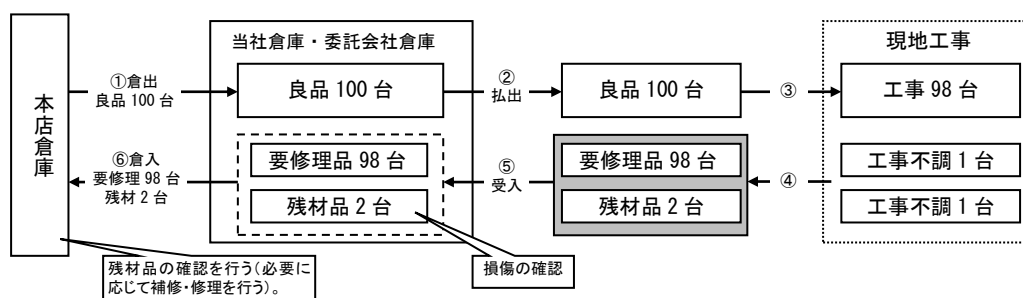 本店倉庫
①倉出
良品 100 台
⑥倉入
要修理 98 台
残材 2 台
当社倉庫・委託会社倉庫
良品 100 台
要修理品 98 台
残材品 2 台
②
払出
⑤
受入
良品 100 台
要修理品 98 台
残材品 2 台
③
④
現地工事
工事 98 台
工事不調 1 台
工事不調 1 台
残材品の確認を行う(必要に
応じて補修・修理を行う)。
損傷の確認